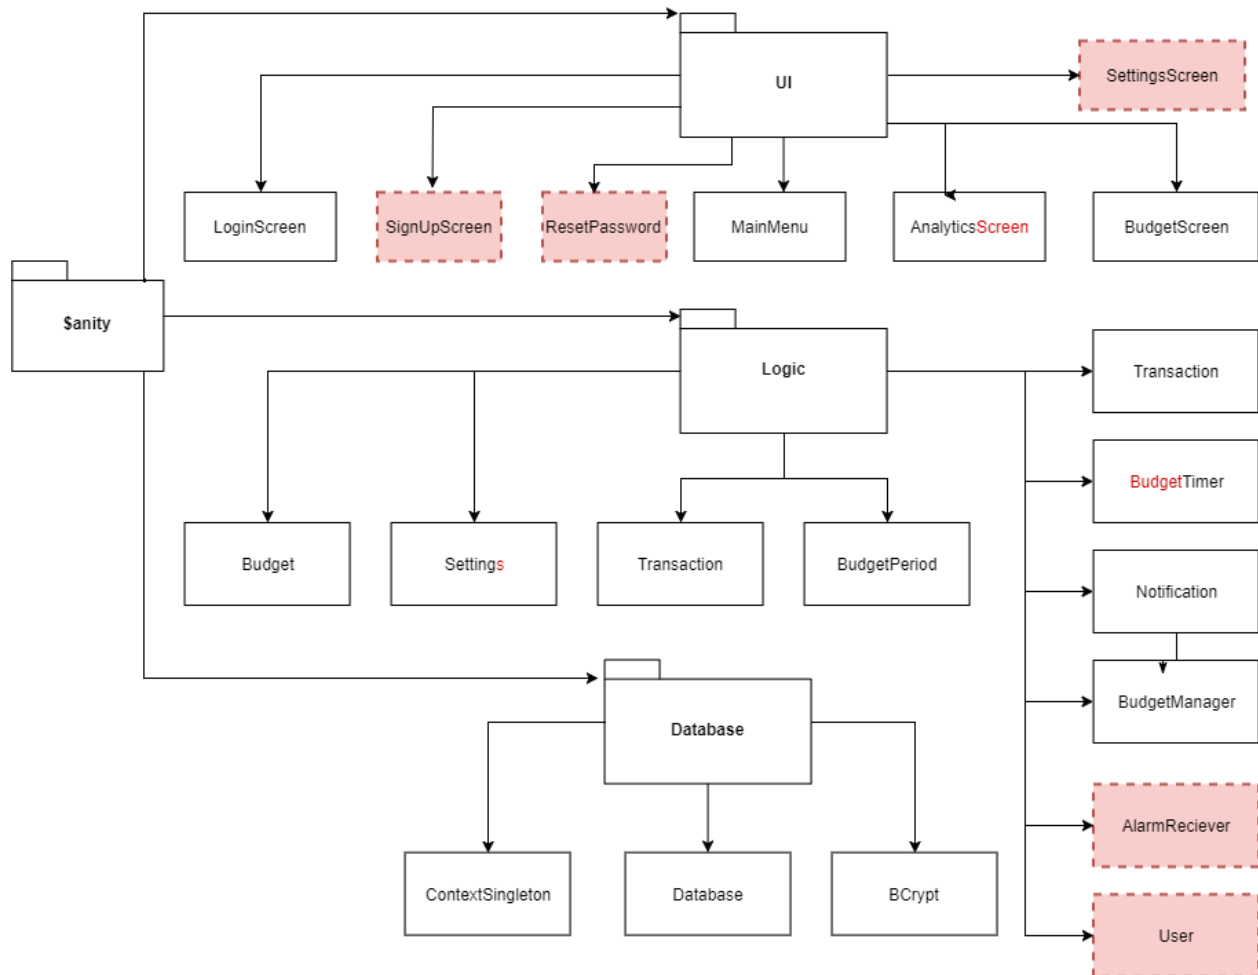 UI
SettingsScreen
LoginScreen
SignUpScreen
ResetPassword
MainMenu
AnalyticsScreen
BudgetScreen
$anity
Logic
Transaction
BudgetTimer
Budget
Settings
Transaction
BudgetPeriod
Notification
BudgetManager
Database
AlarmReciever
ContextSingleton
Database
BCrypt
User